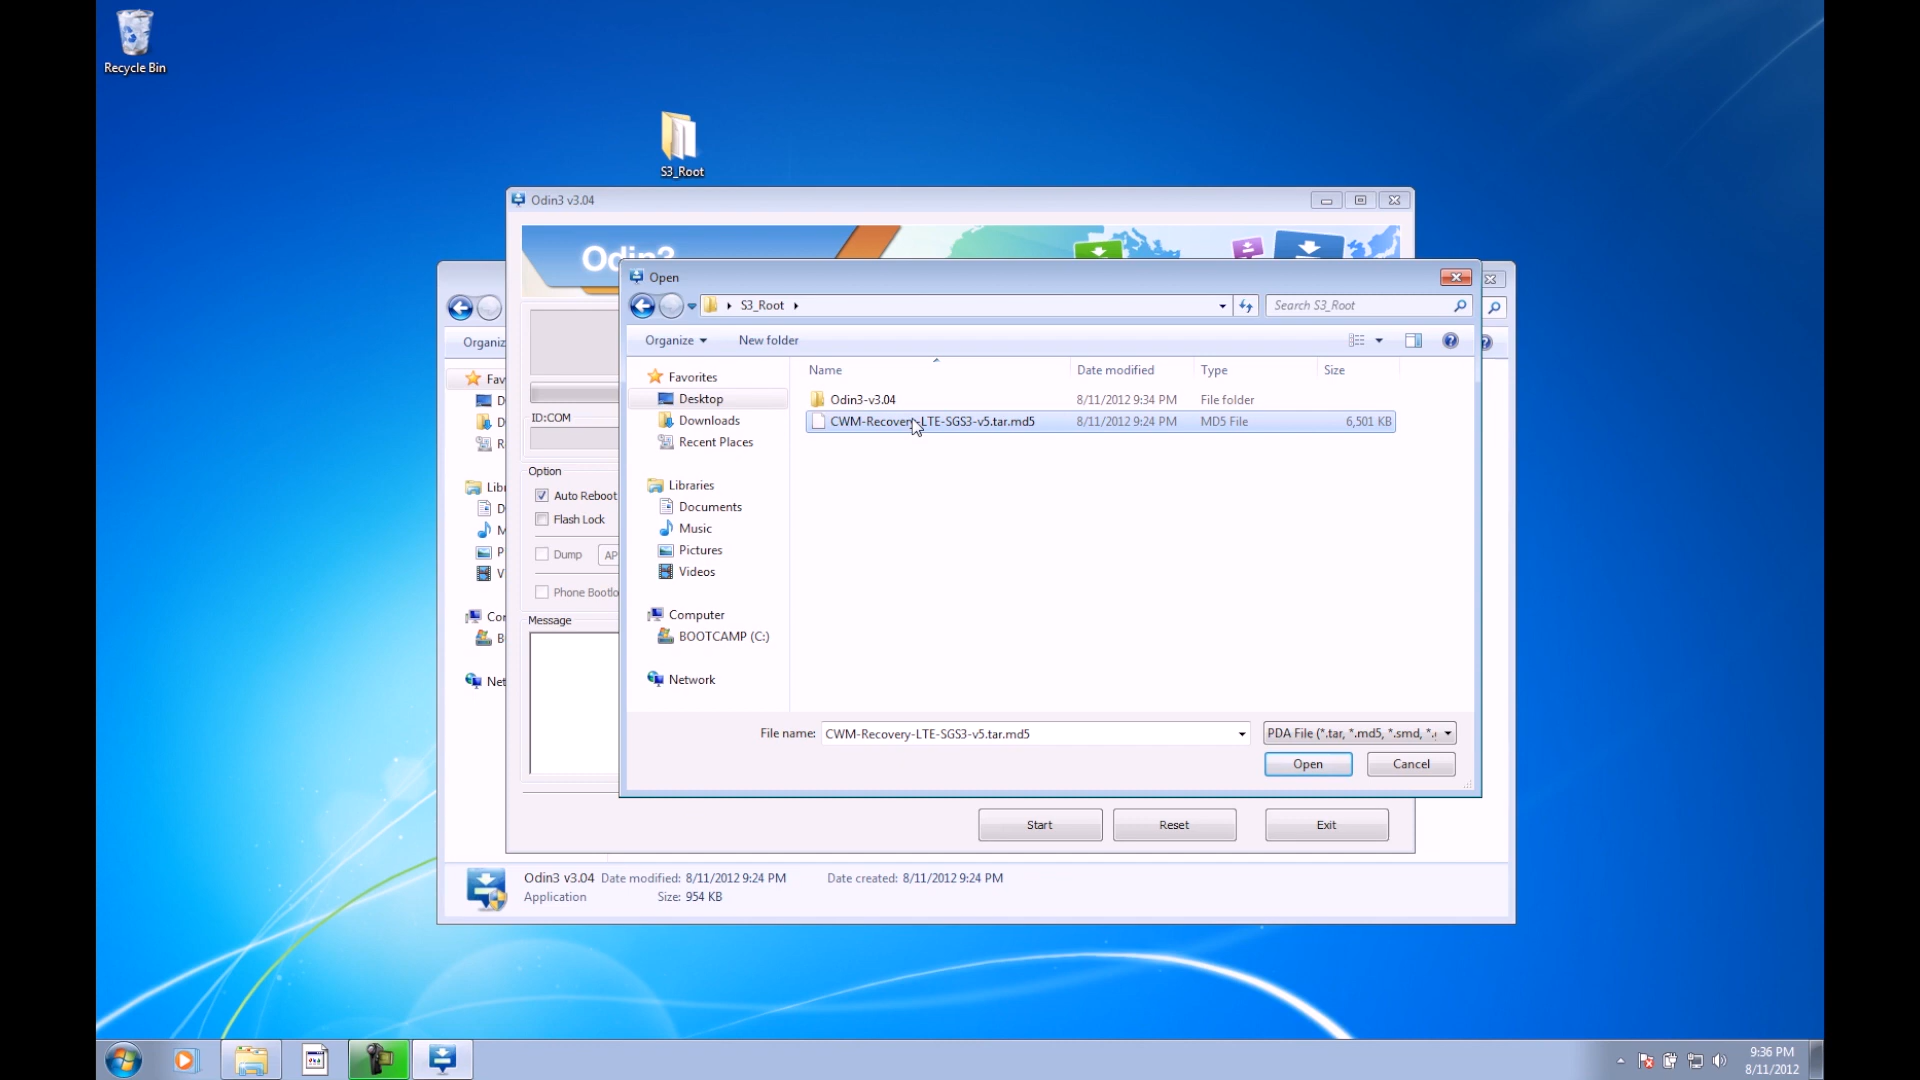 Recycle Bin
S3_Root
Odin3 v3.04
Odin3
Open
S3_Root
Search S3_Root
Organize
New folder
Name
Date modified
Type
Size
Favorites
Desktop
Downloads
Recent Places
Libraries
Documents
Music
Pictures
Videos
Computer
BOOTCAMP (C:)
Network
Odin3-v3.04
8/11/2012 9:34 PM
File folder
CWM-Recovery-LTE-SGS3-v5.tar.md5
8/11/2012 9:24 PM
MD5 File
6,501 KB
File name:
CWM-Recovery-LTE-SGS3-v5.tar.md5
PDA File (*.tar, *.md5, *.smd, *.
Open
Cancel
Organiz
Fav
D
D
R
Libr
D
M
P
V
Con
B
Net
ID:COM
Option
Auto Reboot
Flash Lock
Dump
AP
Phone Bootlo
Message
Start
Reset
Exit
Odin3 v3.04 Date modified: 8/11/2012 9:24 PM Date created: 8/11/2012 9:24 PM
Application Size: 954 KB
9:36 PM
8/11/2012